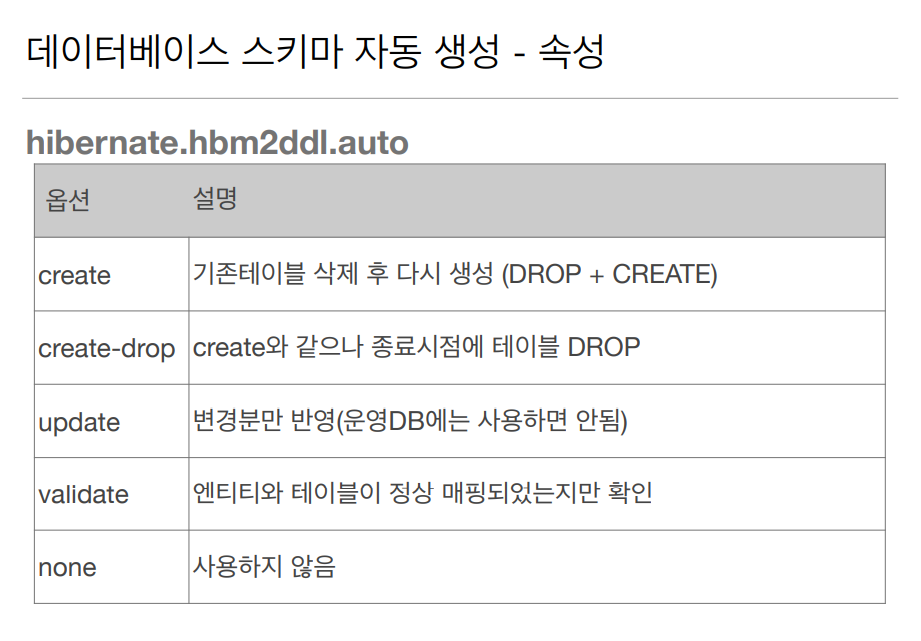 데이터베이스 스키마 자동 생성 - 속성
hibernate.hbm2ddl.auto
옵션 설명
create 기존테이블 삭제 후 다시 생성 (DROP + CREATE)
create-drop create와 같으나 종료시점에 테이블 DROP
update 변경분만 반영(운영DB에는 사용하면 안됨)
validate 엔티티와 테이블이 정상 매핑되었는지만 확인
none 사용하지 않음